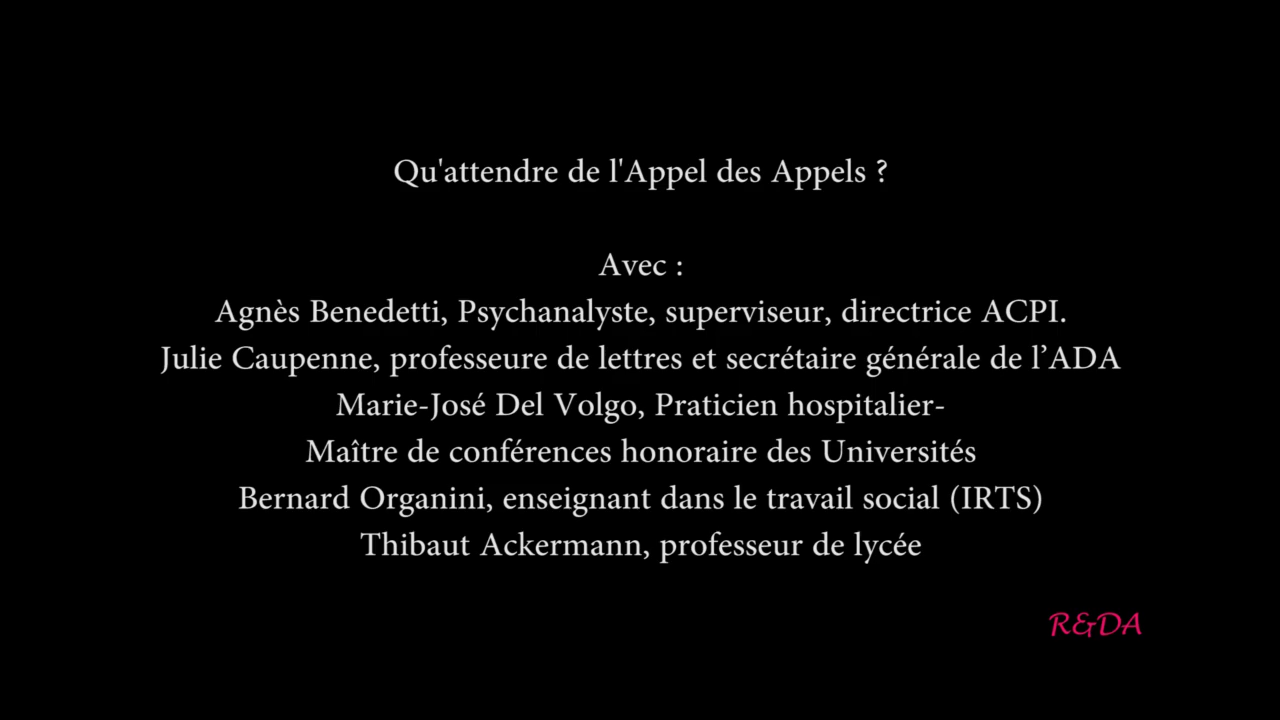 Qu'attendre de l'Appel des Appels ?
Avec :
Agnès Benedetti, Psychanalyste, superviseur, directrice ACPI.
Julie Caupenne, professeure de lettres et secrétaire générale de l’ADA
Marie-José Del Volgo, Praticien hospitalier-
Maître de conférences honoraire des Universités
Bernard Organini, enseignant dans le travail social (IRTS)
Thibaut Ackermann, professeur de lycée
R&DA